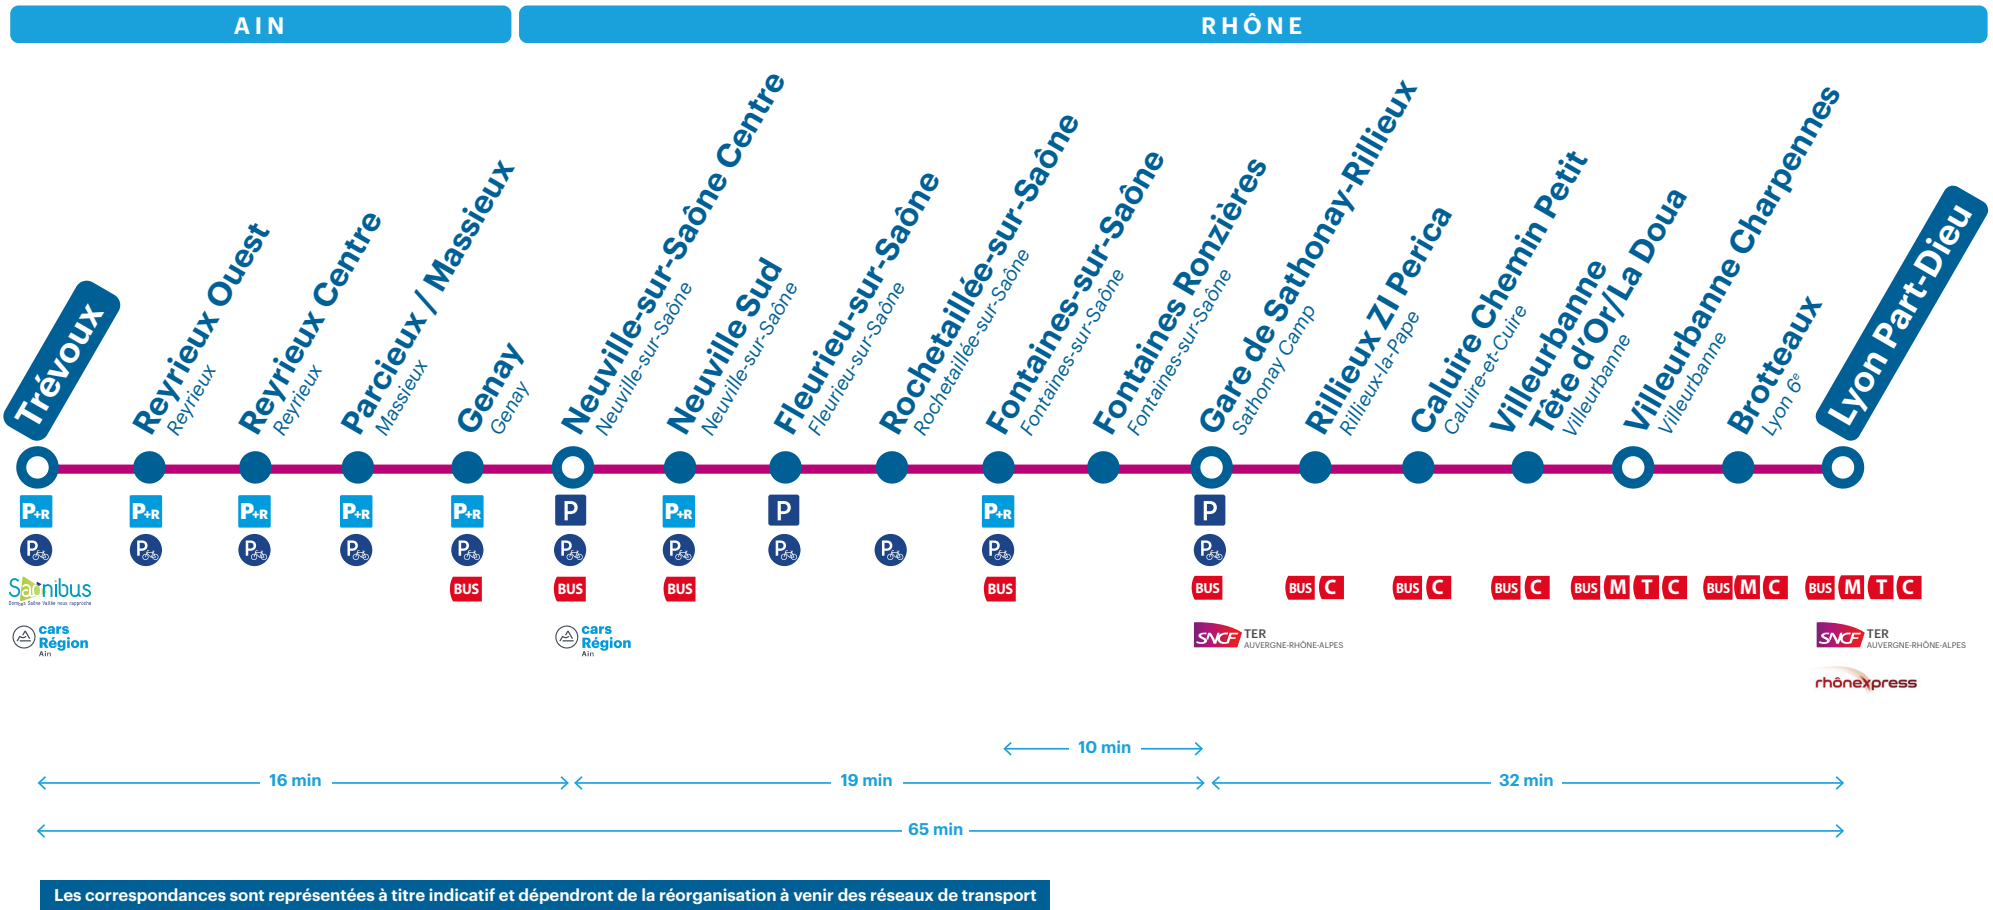 AIN
RHÔNE
Trévoux
Reyrieux Ouest
Reyrieux
Reyrieux Centre
Reyrieux
Parcieux / Massieux
Massieux
Genay
Genay
Neuville-sur-Saône Centre
Neuville-sur-Saône
Neuville Sud
Neuville-sur-Saône
Fleurieu-sur-Saône
Fleurieu-sur-Saône
Rochetaillée-sur-Saône
Rochetaillée-sur-Saône
Fontaines-sur-Saône
Fontaines-sur-Saône
Fontaines Ronzières
Fontaines-sur-Saône
Gare de Sathonay-Rillieux
Sathonay Camp
Rillieux ZI Perica
Rillieux-la-Pape
Caluire Chemin Petit
Caluire-et-Cuire
Villeurbanne
Tête d'Or/La Doua
Villeurbanne
Villeurbanne Charpennes
Villeurbanne
Brotteaux
Lyon 6e
Lyon Part-Dieu
P+R P+R P+R P+R P+R P P+R P P+R P
P P P P P P P P P P P
Saônibus
Dombes Saône Vallée nous rapproche
BUS BUS BUS BUS BUS BUS C BUS C BUS C BUS M T C BUS M C BUS M T C
cars
Région
Ain
cars
Région
Ain
SNCF TER
AUVERGNE-RHÔNE-ALPES
SNCF TER
AUVERGNE-RHÔNE-ALPES
rhônexpress
10 min
16 min
19 min
32 min
65 min
Les correspondances sont représentées à titre indicatif et dépendront de la réorganisation à venir des réseaux de transport